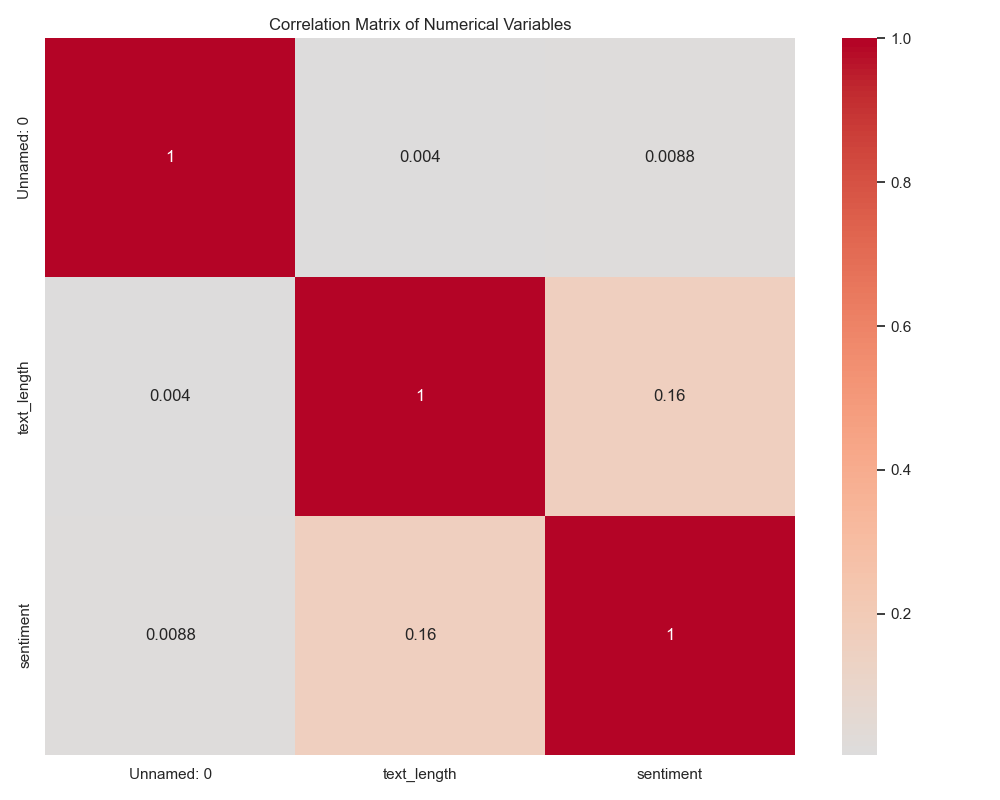 Correlation Matrix of Numerical Variables
Unnamed: 0
1
0.004
0.0088
text_length
0.004
1
0.16
sentiment
0.0088
0.16
1
Unnamed: 0
text_length
sentiment
1.0
0.8
0.6
0.4
0.2